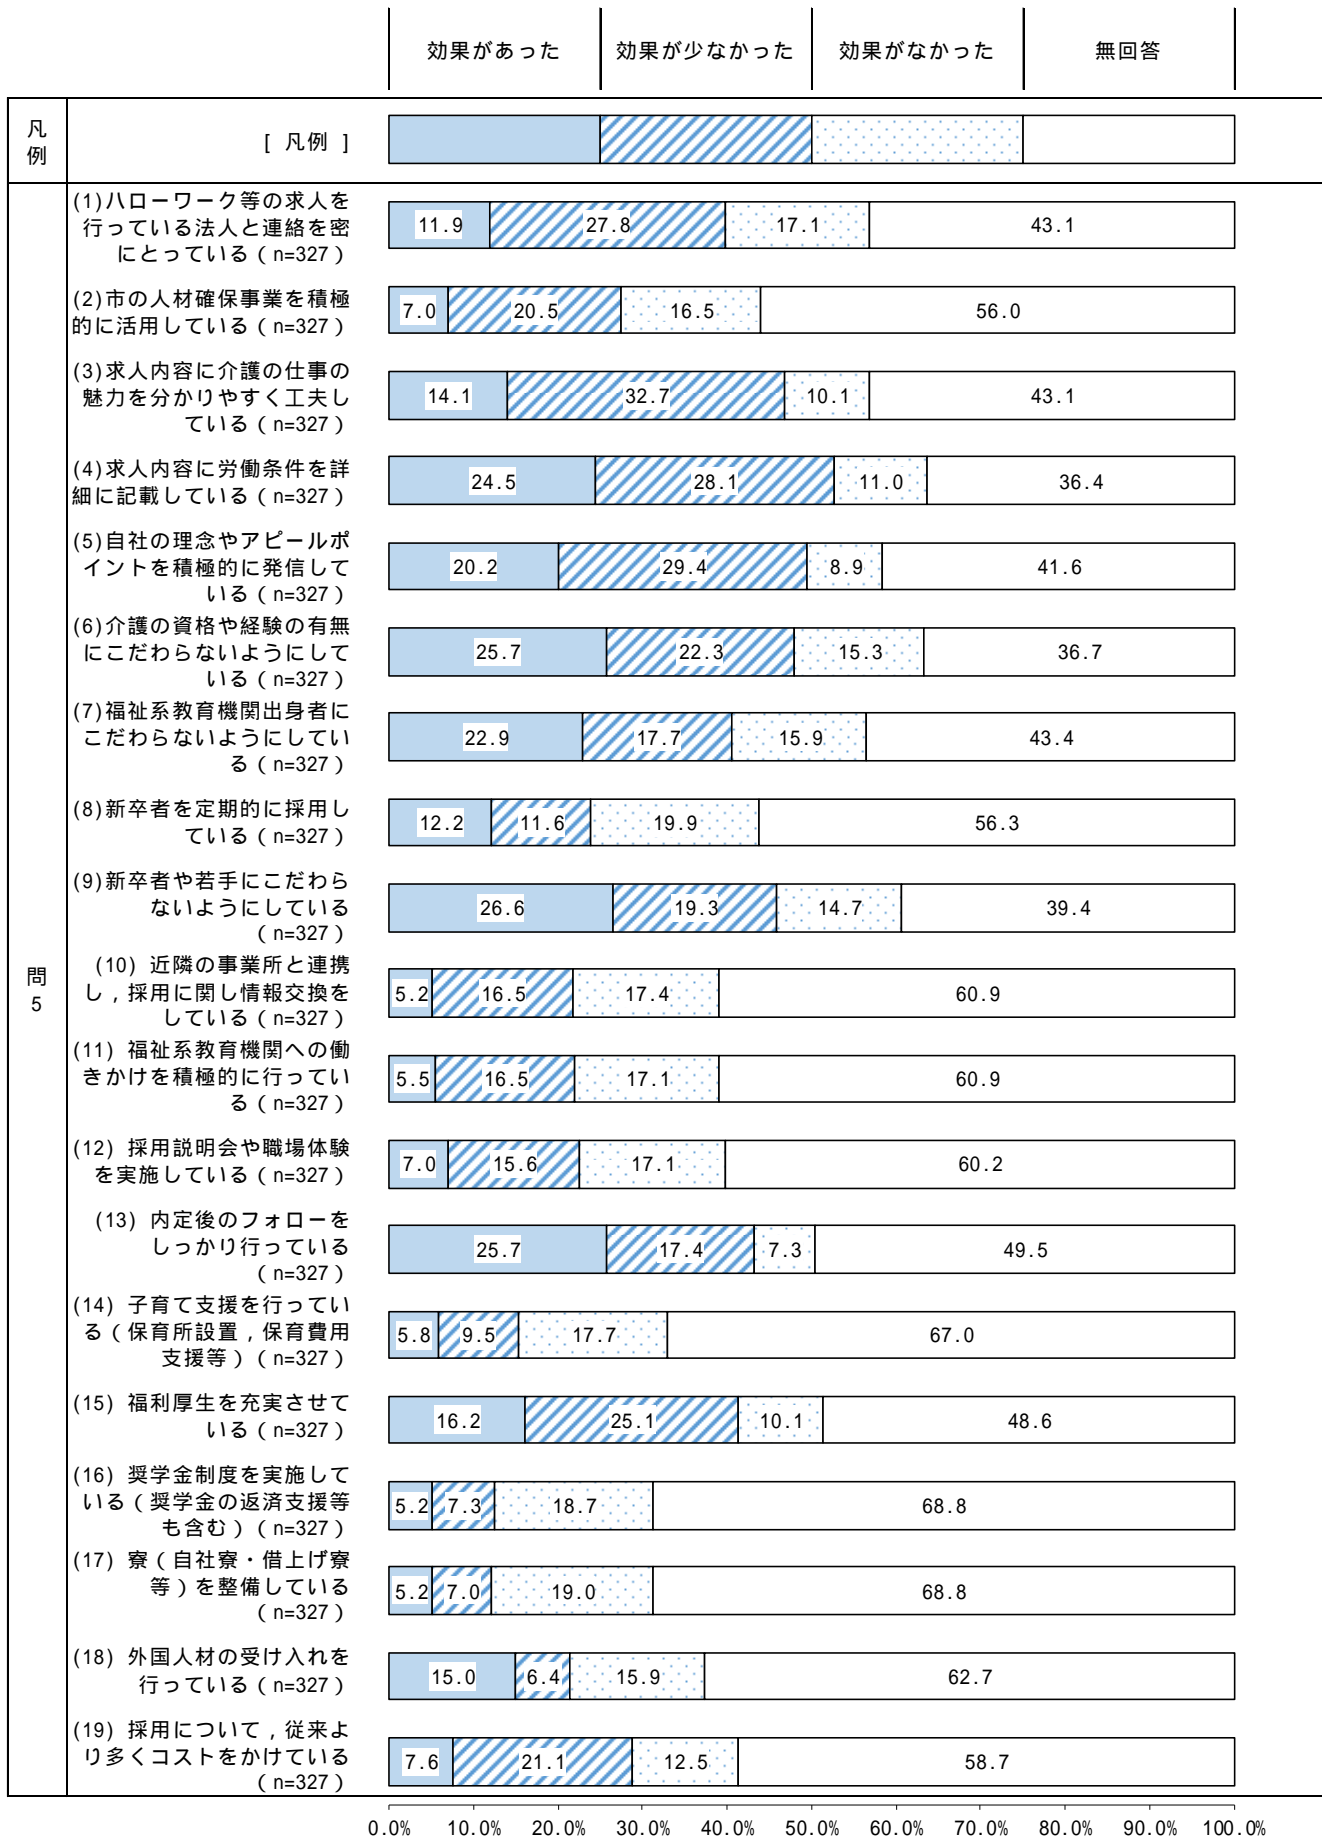 効果があった 効果が少なかった 効果がなかった 無回答
凡例
[ 凡例 ]
問5
(1)ハローワーク等の求人を
行っている法人と連絡を密
にとっている（n=327）
11.9 27.8 17.1 43.1
(2)市の人材確保事業を積極
的に活用している（n=327）
7.0 20.5 16.5 56.0
(3)求人内容に介護の仕事の
魅力を分かりやすく工夫し
ている（n=327）
14.1 32.7 10.1 43.1
(4)求人内容に労働条件を詳
細に記載している（n=327）
24.5 28.1 11.0 36.4
(5)自社の理念やアピールポ
イントを積極的に発信して
いる（n=327）
20.2 29.4 8.9 41.6
(6)介護の資格や経験の有無
にこだわらないようにして
いる（n=327）
25.7 22.3 15.3 36.7
(7)福祉系教育機関出身者に
こだわらないようにしてい
る（n=327）
22.9 17.7 15.9 43.4
(8)新卒者を定期的に採用し
ている（n=327）
12.2 11.6 19.9 56.3
(9)新卒者や若手にこだわら
ないようにしている
（n=327）
26.6 19.3 14.7 39.4
(10) 近隣の事業所と連携
し，採用に関し情報交換を
している（n=327）
5.2 16.5 17.4 60.9
(11) 福祉系教育機関への働
きかけを積極的に行ってい
る（n=327）
5.5 16.5 17.1 60.9
(12) 採用説明会や職場体験
を実施している（n=327）
7.0 15.6 17.1 60.2
(13) 内定後のフォローを
しっかり行っている
（n=327）
25.7 17.4 7.3 49.5
(14) 子育て支援を行ってい
る（保育所設置，保育費用
支援等）（n=327）
5.8 9.5 17.7 67.0
(15) 福利厚生を充実させて
いる（n=327）
16.2 25.1 10.1 48.6
(16) 奨学金制度を実施して
いる（奨学金の返済支援等
も含む）（n=327）
5.2 7.3 18.7 68.8
(17) 寮（自社寮・借上げ寮
等）を整備している
（n=327）
5.2 7.0 19.0 68.8
(18) 外国人材の受け入れを
行っている（n=327）
15.0 6.4 15.9 62.7
(19) 採用について，従来よ
り多くコストをかけている
（n=327）
7.6 21.1 12.5 58.7
0.0% 10.0% 20.0% 30.0% 40.0% 50.0% 60.0% 70.0% 80.0% 90.0% 100.0%